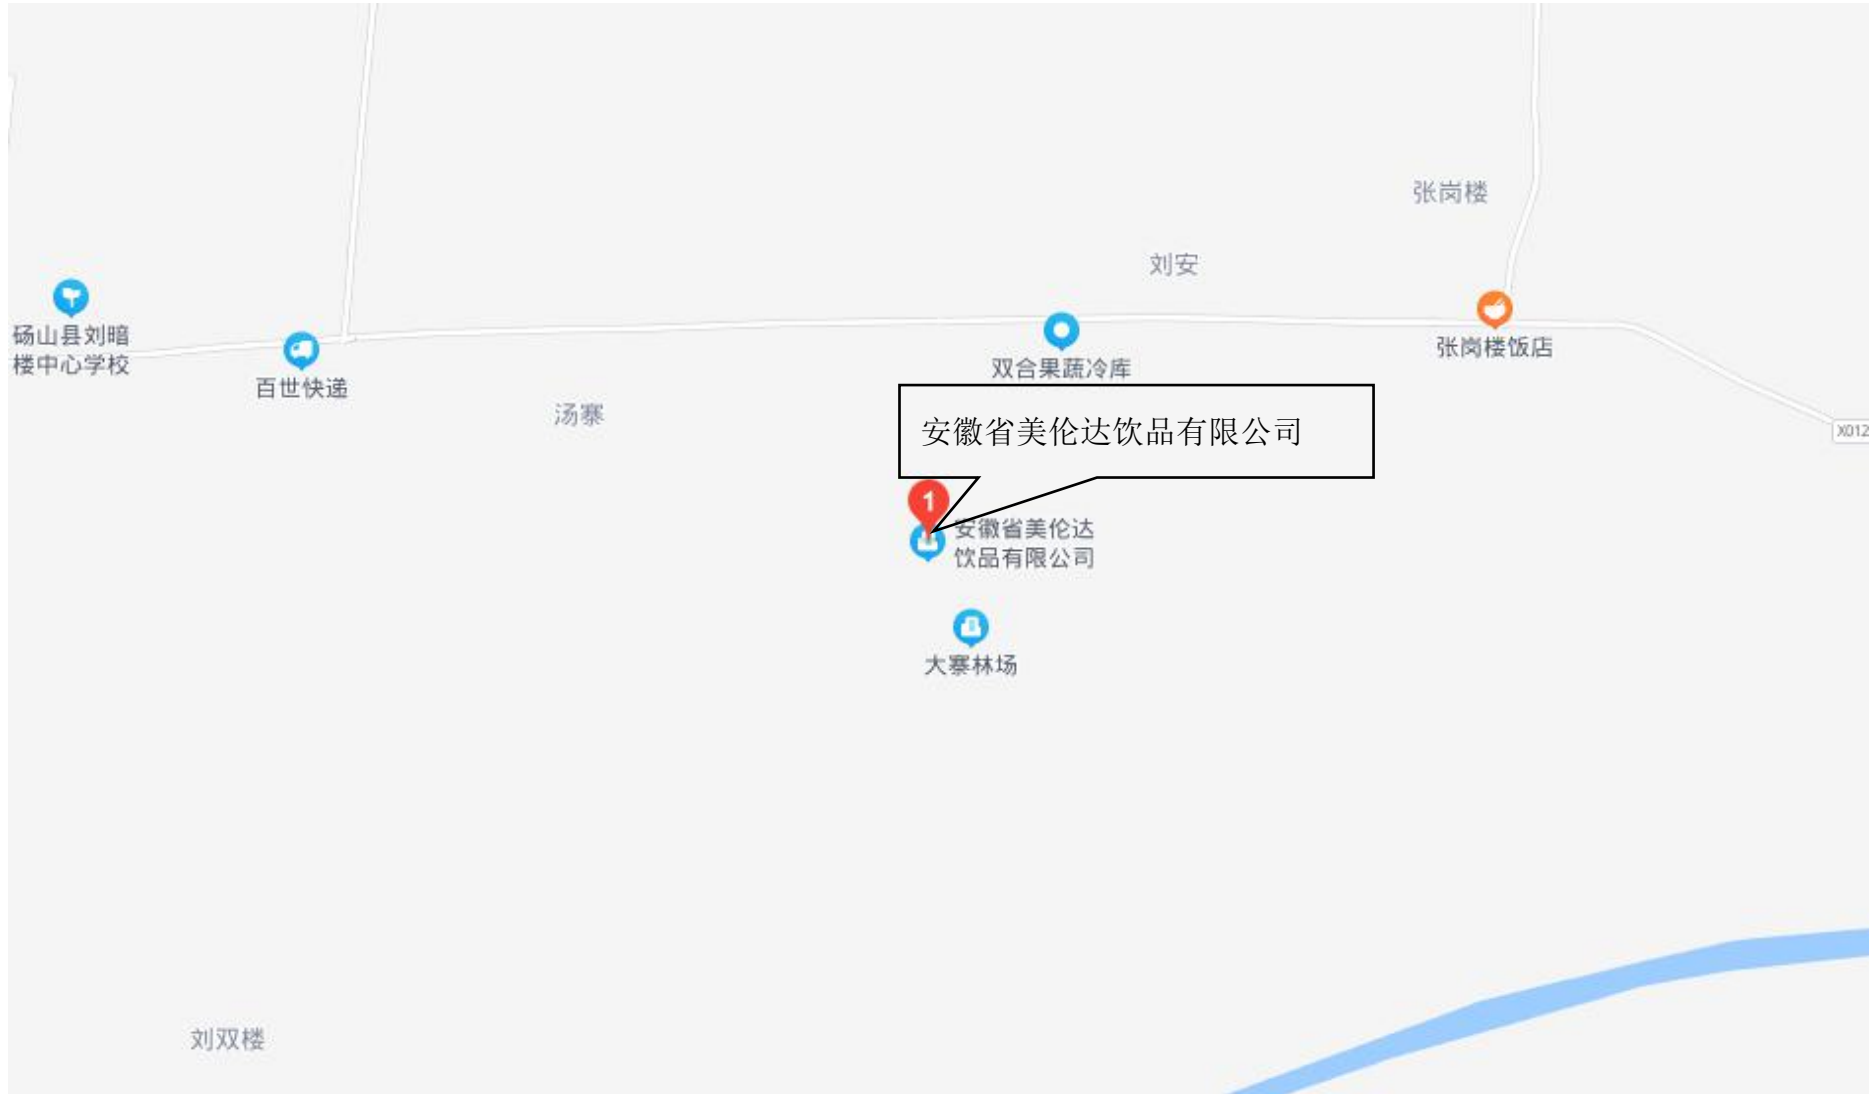 张岗楼
刘安
砀山县刘暗
楼中心学校
百世快递
汤寨
双合果蔬冷库
张岗楼饭店
X012
安徽省美伦达饮品有限公司
1
安徽省美伦达
饮品有限公司
大寨林场
刘双楼